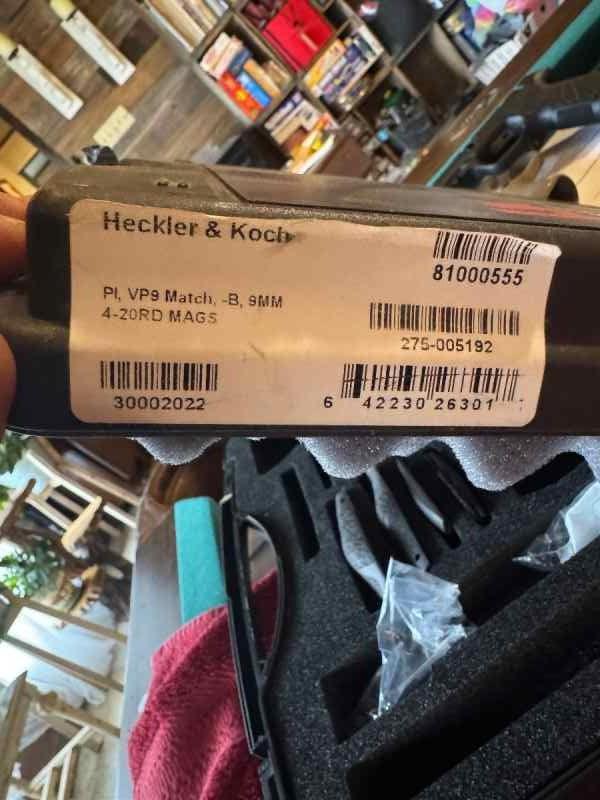 Heckler & Koch
81000555
PI, VP9 Match, -B, 9MM
4-20RD MAGS
275-005192
30002022
6 42230 26301